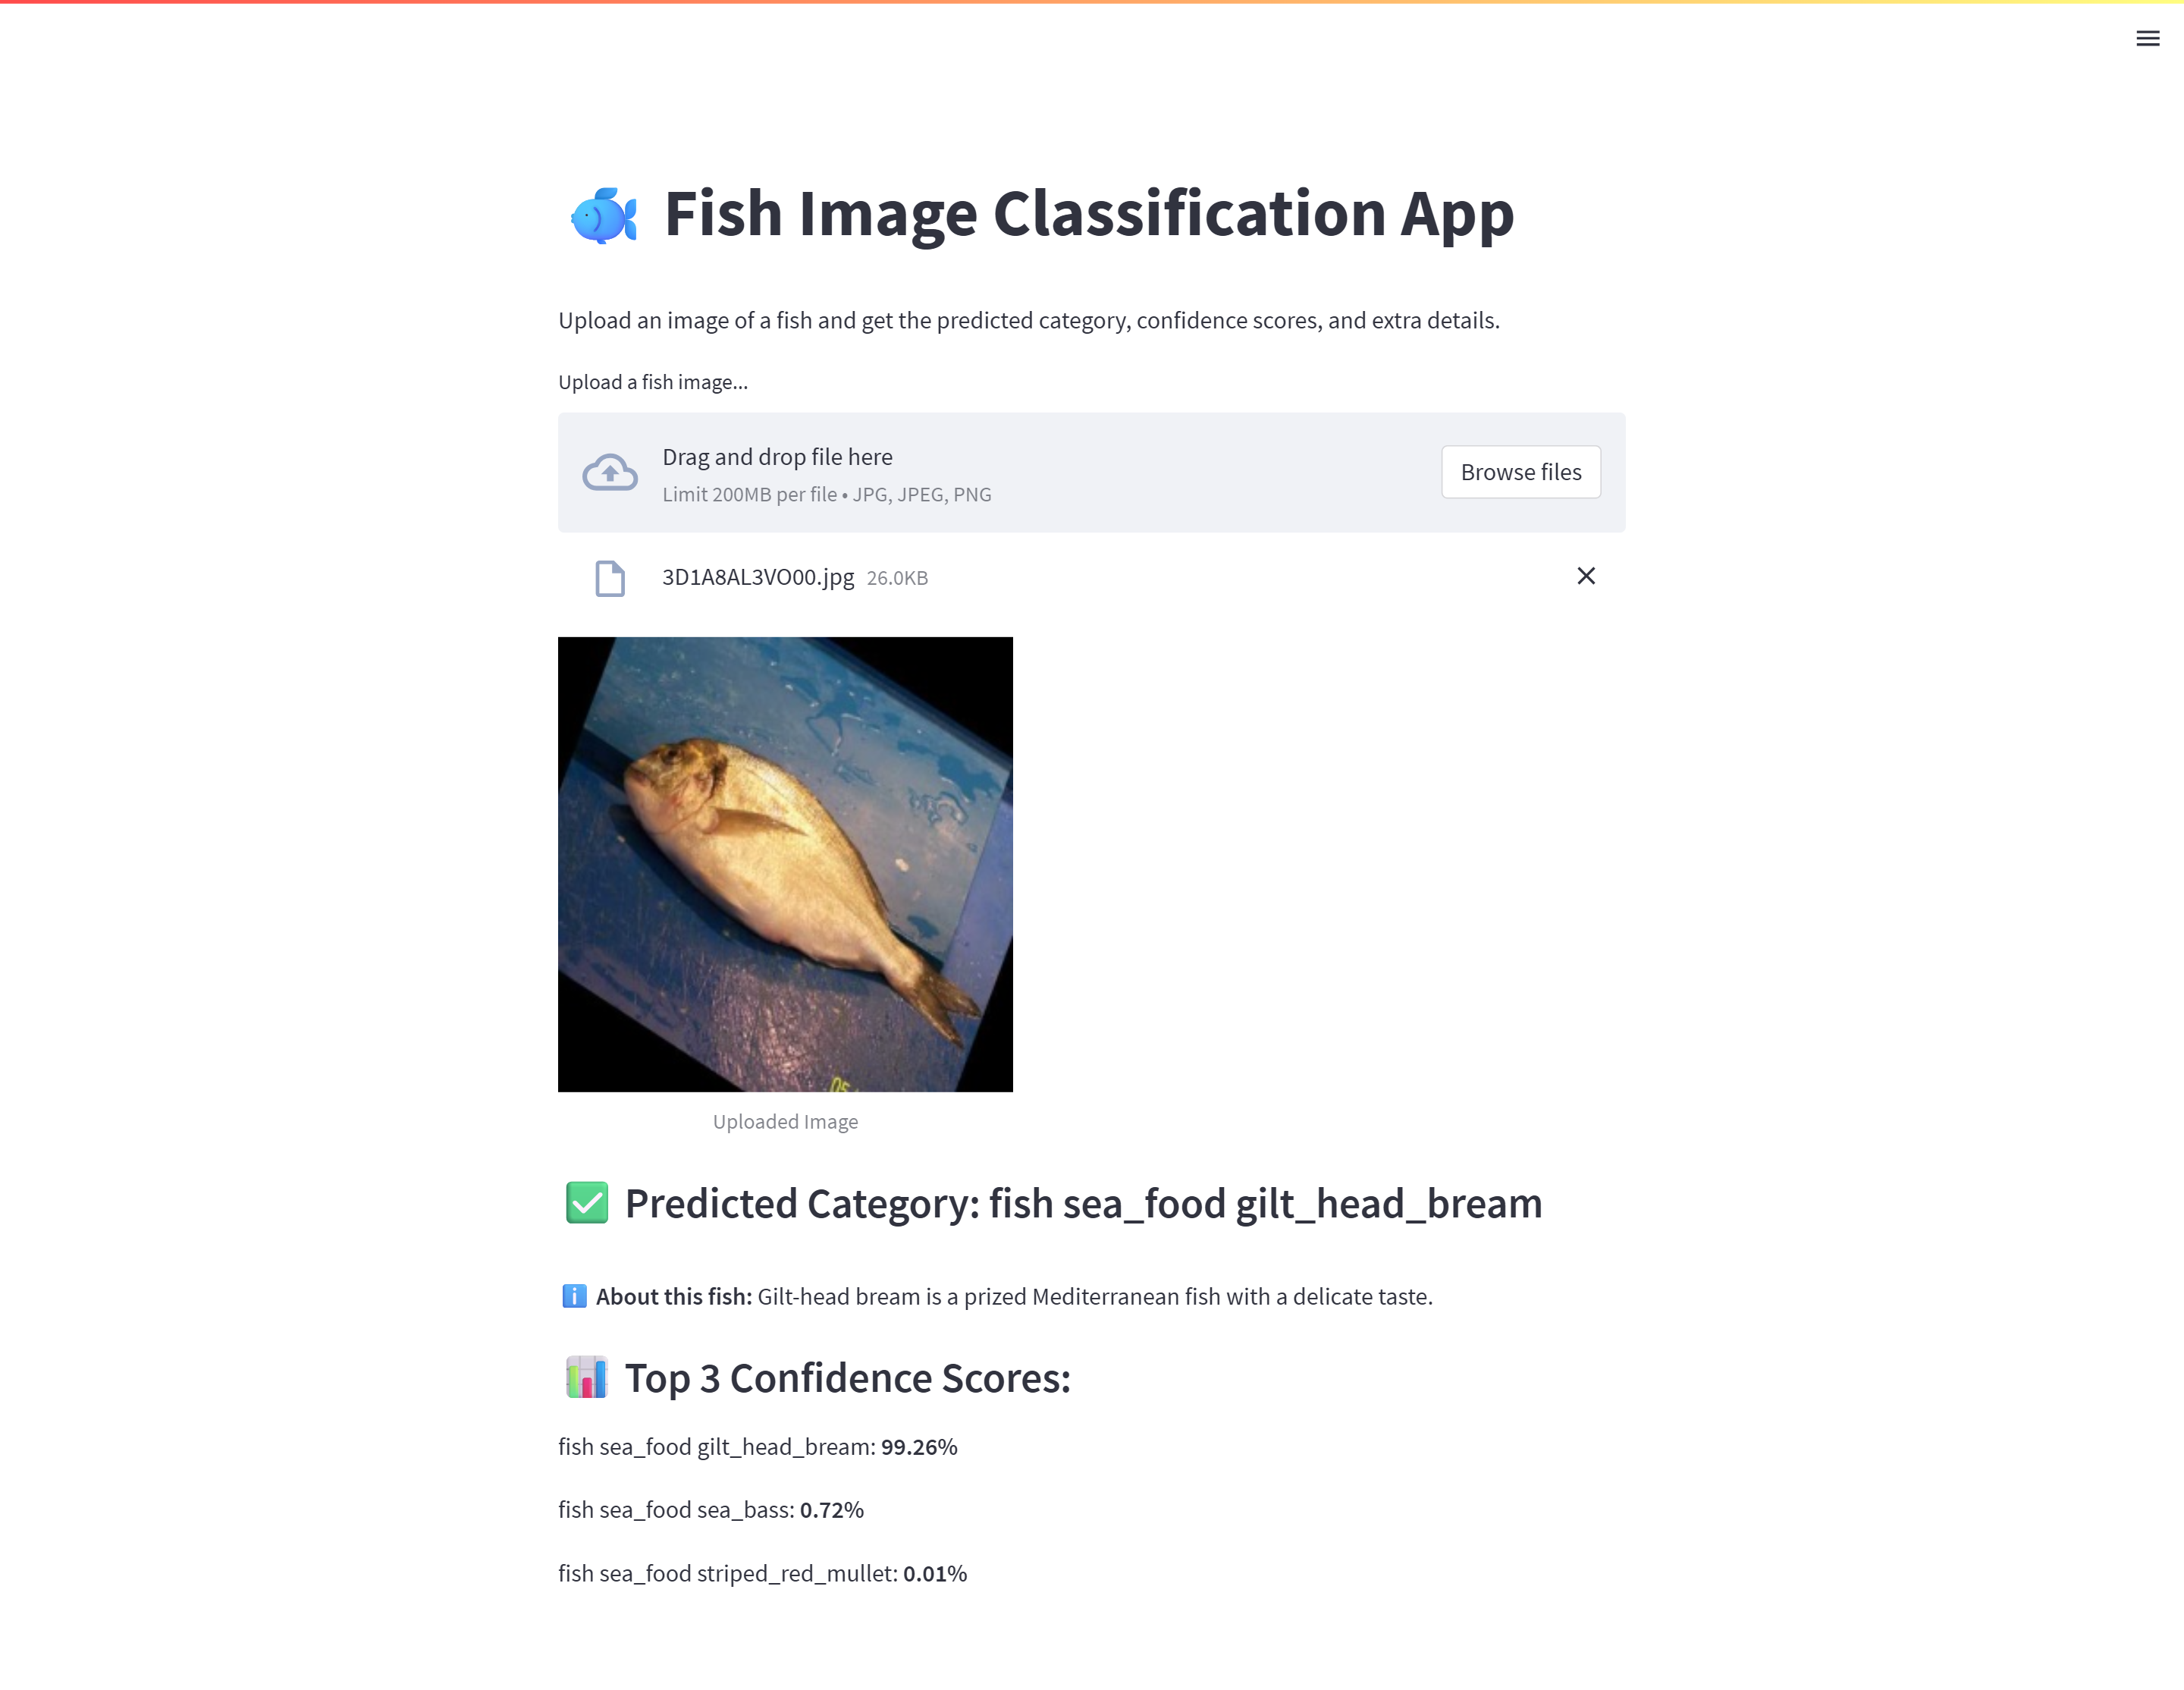 Fish Image Classification App
Upload an image of a fish and get the predicted category, confidence scores, and extra details.
Upload a fish image...
Drag and drop file here
Limit 200MB per file • JPG, JPEG, PNG
Browse files
3D1A8AL3VO00.jpg 26.0KB
05
Uploaded Image
Predicted Category: fish sea_food gilt_head_bream
About this fish: Gilt-head bream is a prized Mediterranean fish with a delicate taste.
Top 3 Confidence Scores:
fish sea_food gilt_head_bream: 99.26%
fish sea_food sea_bass: 0.72%
fish sea_food striped_red_mullet: 0.01%